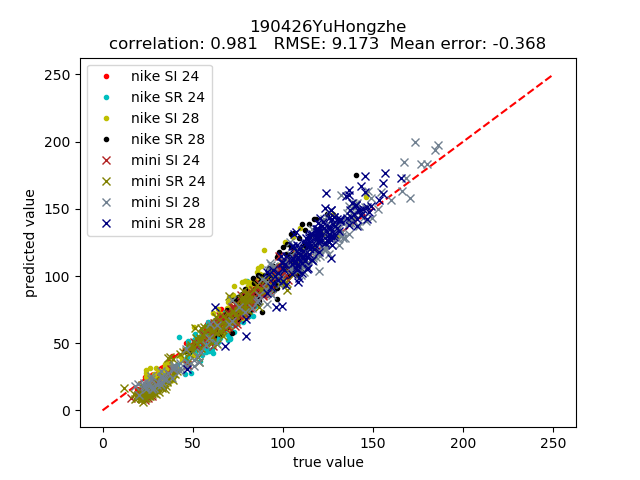 190426YuHongzhe
correlation: 0.981 RMSE: 9.173 Mean error: -0.368
250
200
150
100
50
0
predicted value
nike SI 24
nike SR 24
nike SI 28
nike SR 28
mini SI 24
mini SR 24
mini SI 28
mini SR 28
0 50 100 150 200 250
true value